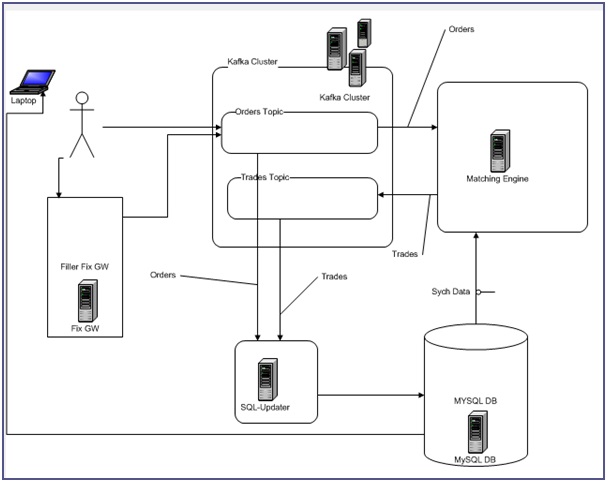 Orders
Kafka Cluster
Laptop
Kafka Cluster
Orders Topic
Matching Engine
Trades Topic
Trades
Filler Fix GW
Orders
Trades
Sych Data
Fix GW
MYSQL DB
SQL-Updater
MySQL DB